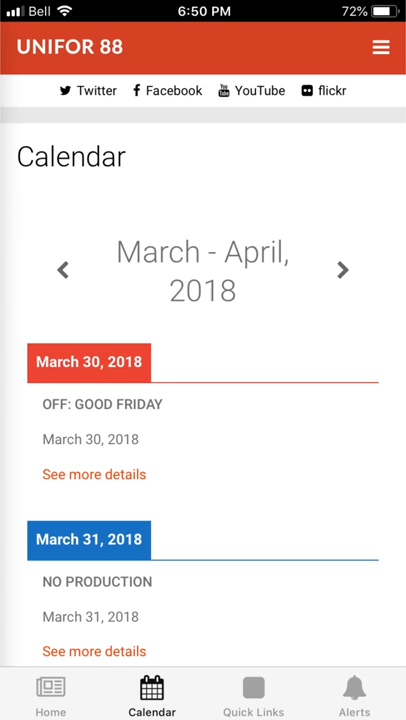 Bell 6:50 PM 72%
UNIFOR 88
Twitter Facebook YouTube flickr
Calendar
March - April,
2018
March 30, 2018
OFF: GOOD FRIDAY
March 30, 2018
See more details
March 31, 2018
NO PRODUCTION
March 31, 2018
See more details
Home Calendar Quick Links Alerts